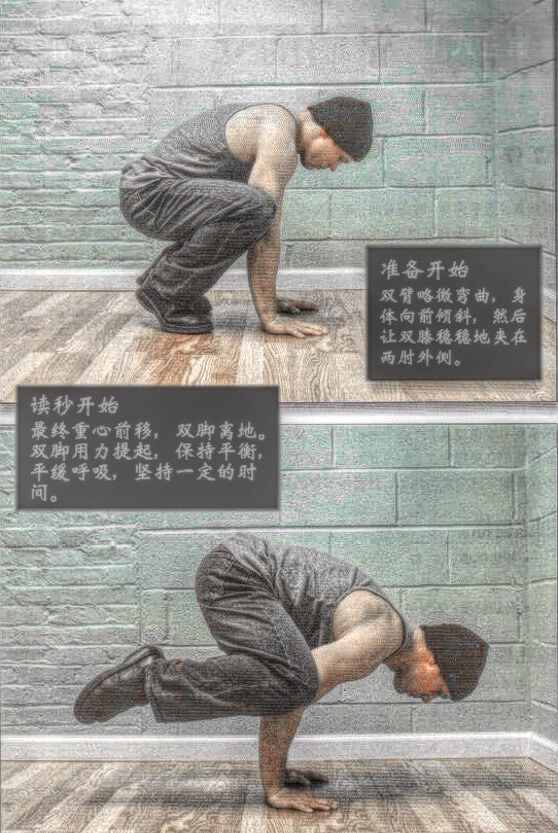 准备开始
双臂略微弯曲，身
体向前倾斜，然后
让双膝稳稳地夹在
两肘外侧。
读秒开始
最终重心前移，双脚离地。
双脚用力提起，保持平衡，
平缓呼吸，坚持一定的时
间。